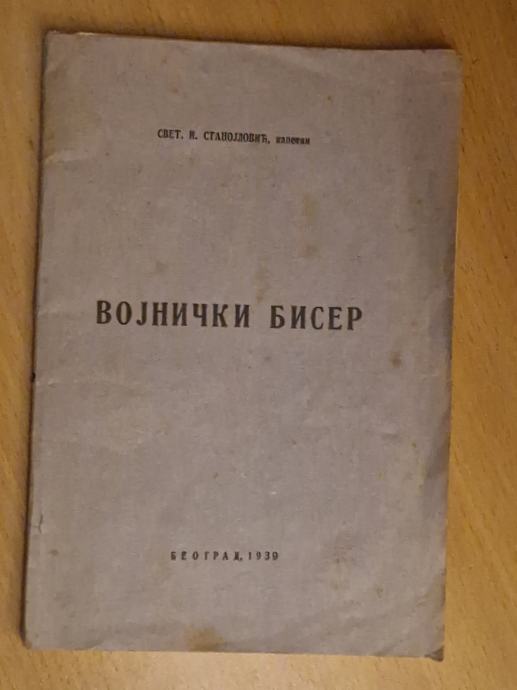 СВЕТ. И. СТАНОЈЛОВИЋ, капетан
ВОЈНИЧКИ БИСЕР
БЕОГРАД, 1939